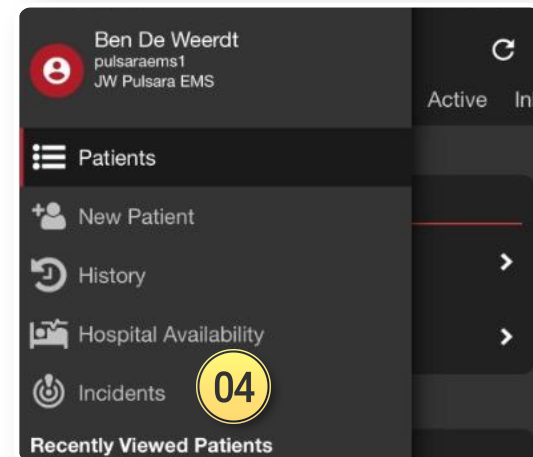 Ben De Weerdt
pulsaraems1
JW Pulsara EMS
Active In
Patients
New Patient
History
Hospital Availability
Incidents 04
Recently Viewed Patients